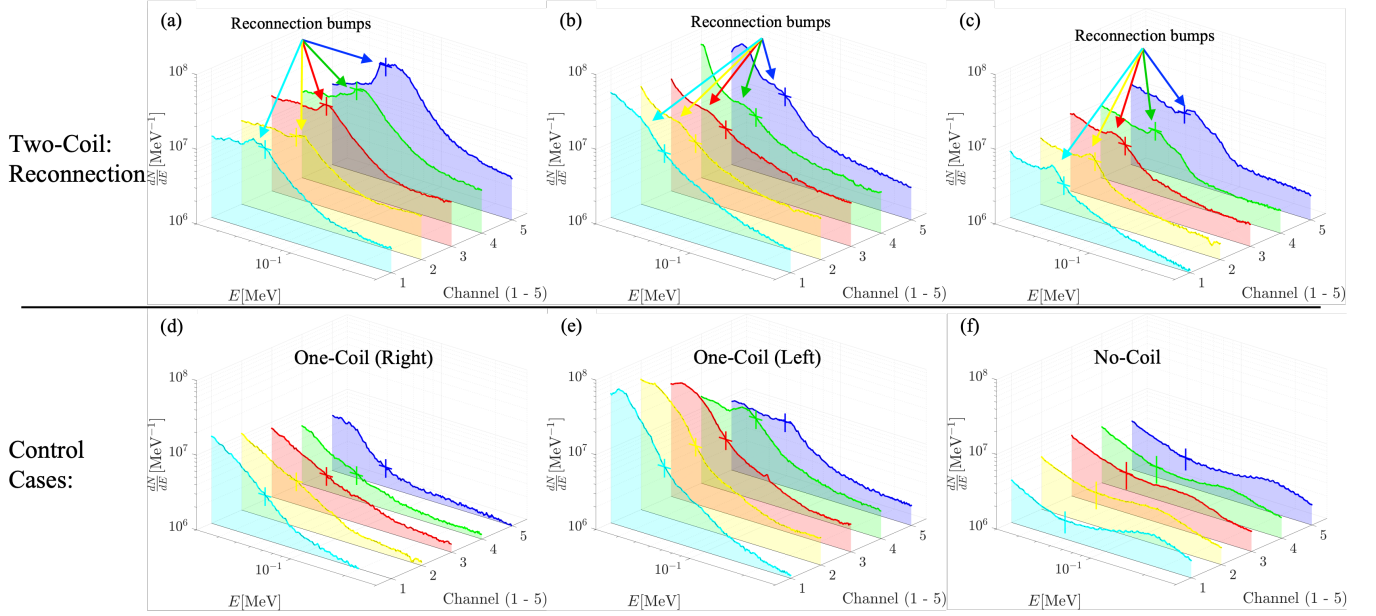 (a)
Reconnection bumps
10^8
10^7
10^6
dN/dE [MeV^−1]
10^−1
E[MeV]
1
2
3
4
5
Channel (1 - 5)
(b)
Reconnection bumps
10^8
10^7
10^6
dN/dE [MeV^−1]
10^−1
E[MeV]
1
2
3
4
5
Channel (1 - 5)
(c)
Reconnection bumps
10^8
10^7
10^6
dN/dE [MeV^−1]
10^−1
E[MeV]
1
2
3
4
5
Channel (1 - 5)
Two-Coil:
Reconnection
(d)
One-Coil (Right)
10^8
10^7
10^6
dN/dE [MeV^−1]
10^−1
E[MeV]
1
2
3
4
5
Channel (1 - 5)
(e)
One-Coil (Left)
10^8
10^7
10^6
dN/dE [MeV^−1]
10^−1
E[MeV]
1
2
3
4
5
Channel (1 - 5)
(f)
No-Coil
10^8
10^7
10^6
dN/dE [MeV^−1]
10^−1
E[MeV]
1
2
3
4
5
Channel (1 - 5)
Control
Cases: